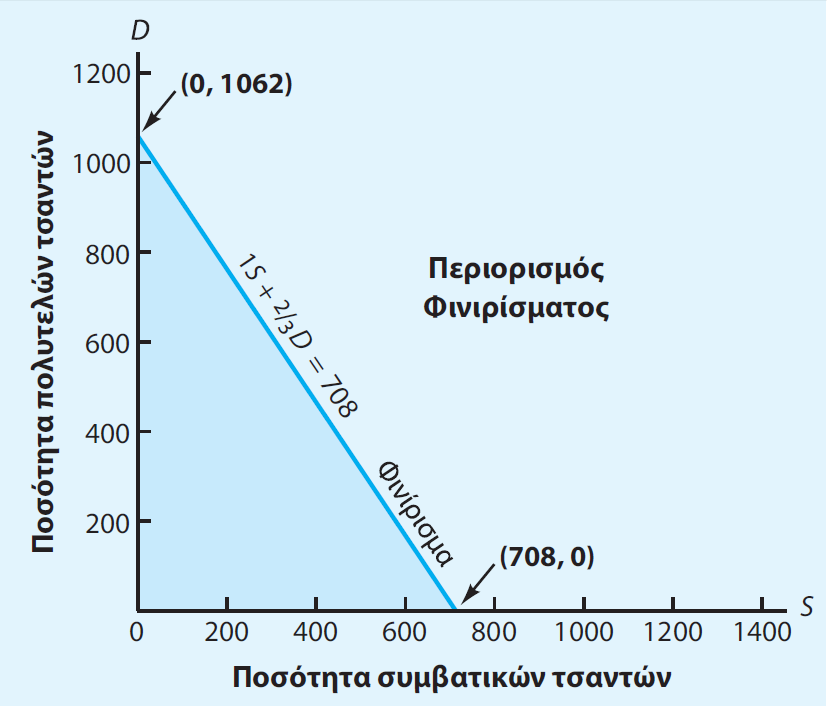 D
1200
(0, 1062)
1000
800
600
400
200
Ποσότητα πολυτελών τσαντών
1S + 2/3D = 708
Περιορισμός
Φινιρίσματος
Φινίρισμα
(708, 0)
S
0 200 400 600 800 1000 1200 1400
Ποσότητα συμβατικών τσαντών